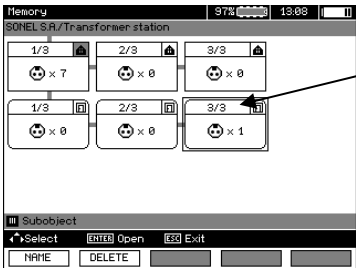 Memory 97% 13:08
SONEL S.A./Transformer station
1/3 2/3 3/3
× 7 × 0 × 0
1/3 2/3 3/3
× 0 × 0 × 1
Subobject
Select ENTER Open ESC Exit
NAME DELETE